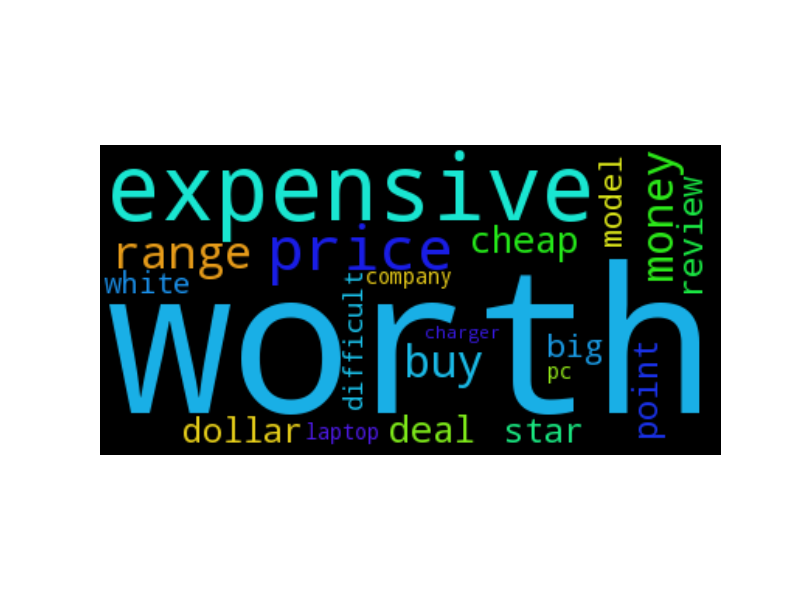 expensive
model
money
review
range
price
cheap
white
company
worth
difficult
charger
buy
big
pc
point
dollar
laptop
deal
star